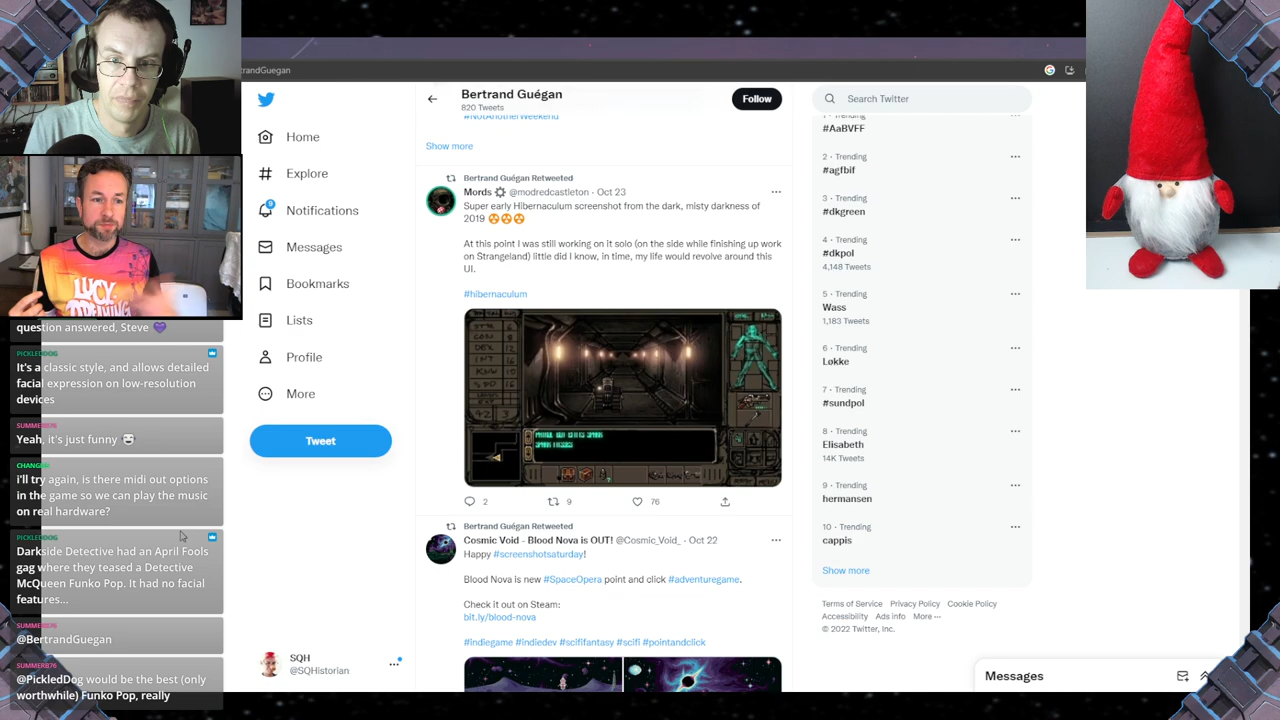 trandGuegan
Bertrand Guégan
820 Tweets
Follow
#NotAnotherWeekend
Show more
Home
Explore
Notifications
Messages
Bookmarks
Lists
Profile
More
Tweet
SQH
@SQHistorian
Bertrand Guégan Retweeted
Mords @modredcastleton · Oct 23
Super early Hibernaculum screenshot from the dark, misty darkness of
2019
At this point I was still working on it solo (on the side while finishing up work
on Strangeland) little did I know, in time, my life would revolve around this
UI.
#hibernaculum
2 9 76
Bertrand Guégan Retweeted
Cosmic Void - Blood Nova is OUT! @Cosmic_Void_ · Oct 22
Happy #screenshotsaturday!
Blood Nova is new #SpaceOpera point and click #adventuregame.
Check it out on Steam:
bit.ly/blood-nova
#indiegame #indiedev #scififantasy #scifi #pointandclick
Search Twitter
1 · Trending
#AaBVFF
2 · Trending
#agfbif
3 · Trending
#dkgreen
4 · Trending
#dkpol
4,148 Tweets
5 · Trending
Wass
1,183 Tweets
6 · Trending
Løkke
7 · Trending
#sundpol
8 · Trending
Elisabeth
14K Tweets
9 · Trending
hermansen
10 · Trending
cappis
Show more
Terms of Service Privacy Policy Cookie Policy
Accessibility Ads info More ···
© 2022 Twitter, Inc.
Messages
LUCY
question answered, Steve
PICKLEDDOG
It's a classic style, and allows detailed
facial expression on low-resolution
devices
SUMMER876
Yeah, it's just funny
i'll try again, is there midi out options
in the game so we can play the music
on real hardware?
PICKLEDDOG
Darkside Detective had an April Fools
gag where they teased a Detective
McQueen Funko Pop. It had no facial
features...
SUMMER876
@BertrandGuegan
SUMMER876
@PickledDog would be the best (only
worthwhile) Funko Pop, really